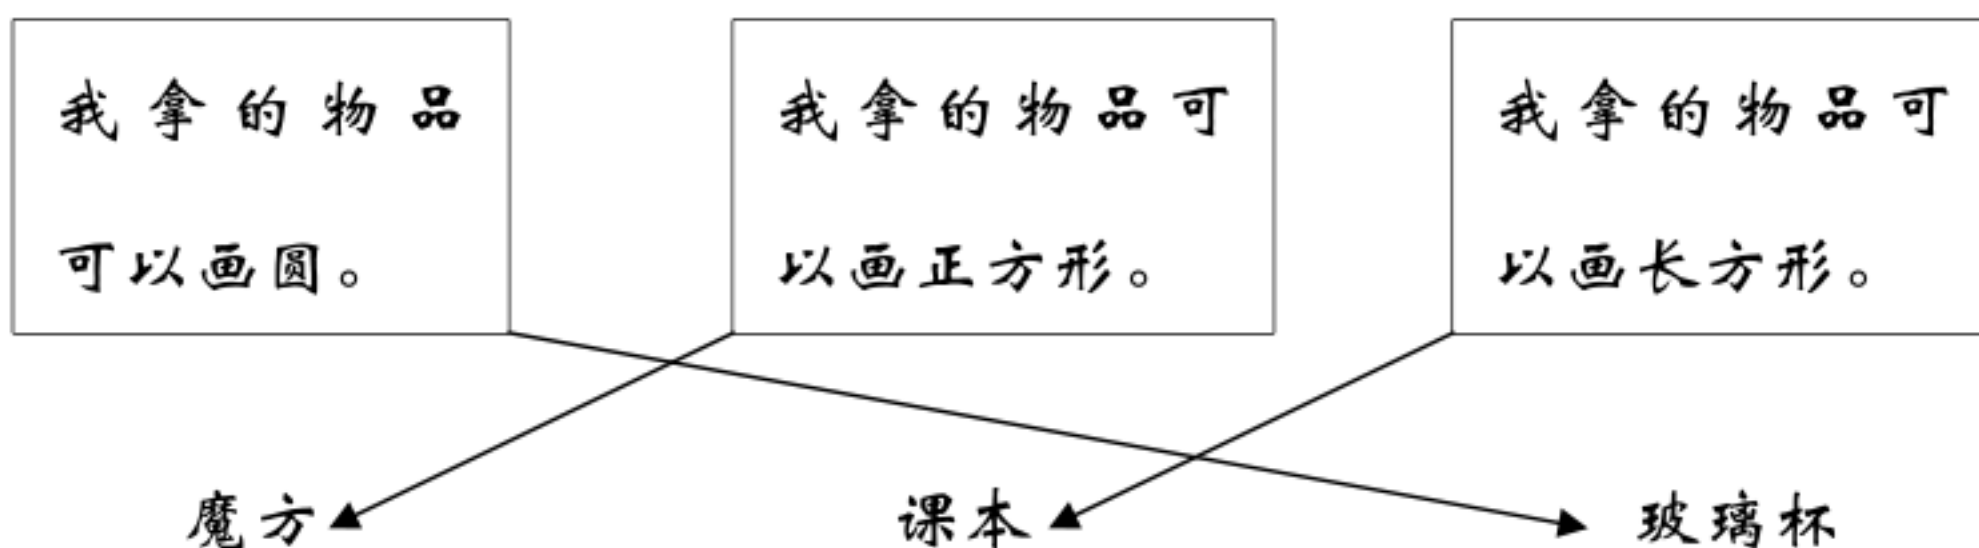 我拿的物品
可以画圆。
我拿的物品可
以画正方形。
我拿的物品可
以画长方形。
魔方
课本
玻璃杯